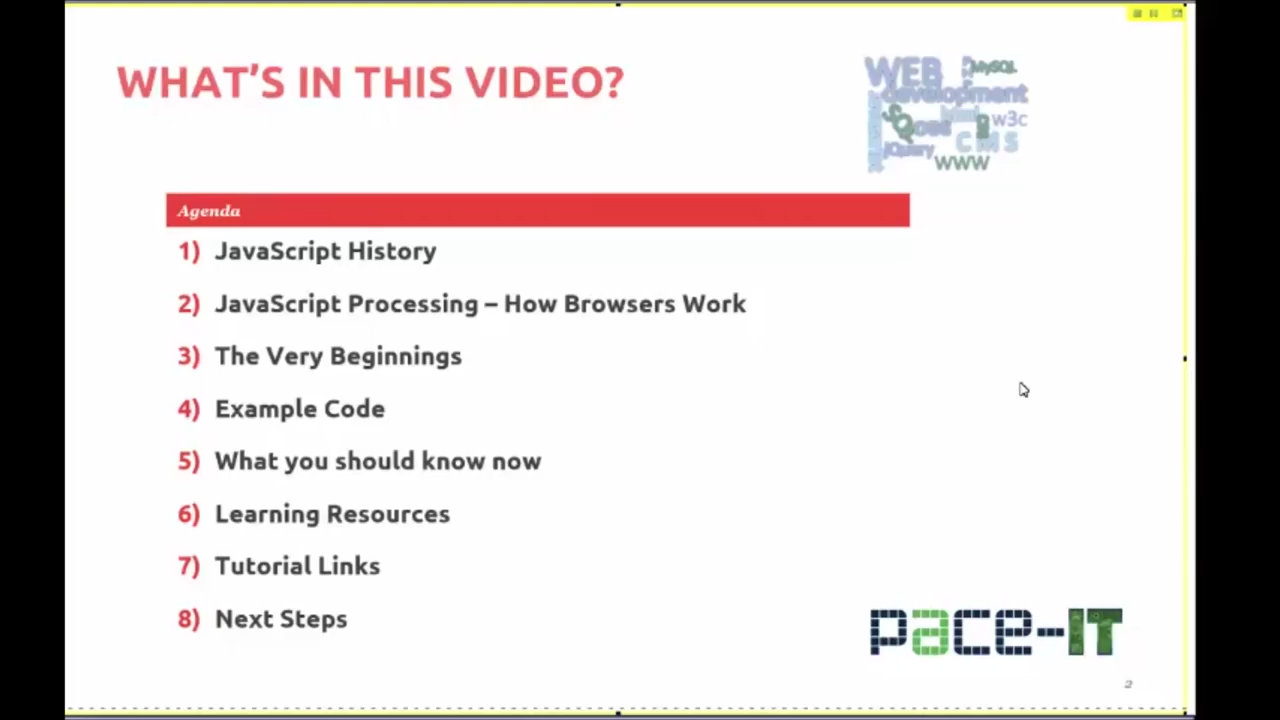 WHAT'S IN THIS VIDEO?
WEB
MySQL
development
w3c
jQuery
CMS
www
Agenda
1) JavaScript History
2) JavaScript Processing – How Browsers Work
3) The Very Beginnings
4) Example Code
5) What you should know now
6) Learning Resources
7) Tutorial Links
8) Next Steps
pace-IT
2